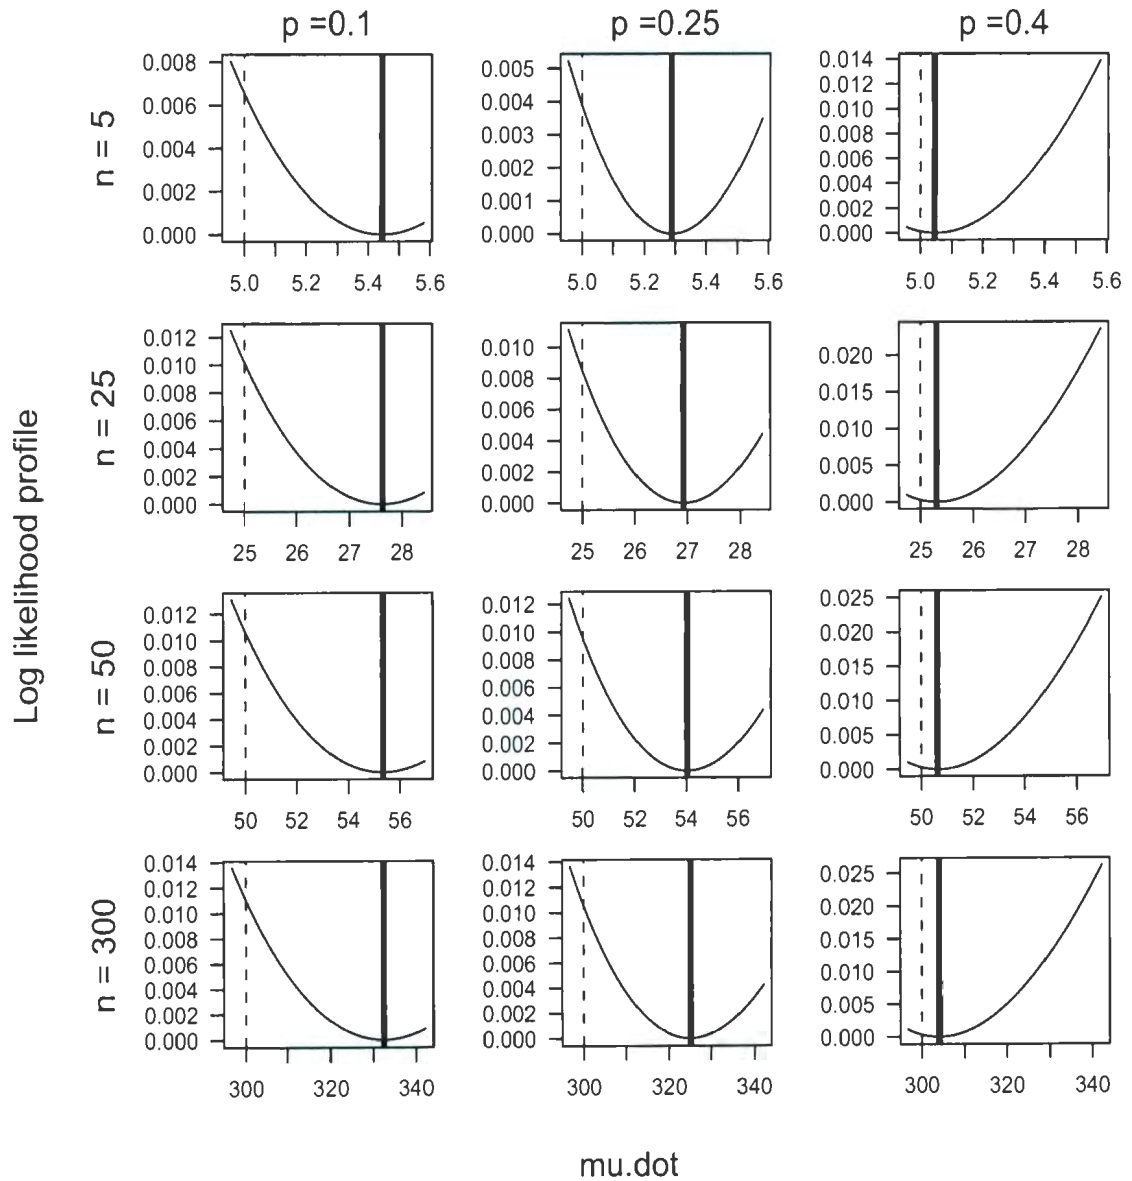 p =0.1 p =0.25 p =0.4
Log likelihood profile
n = 5
0.008 0.006 0.004 0.002 0.000
5.0 5.2 5.4 5.6
0.005 0.004 0.003 0.002 0.001 0.000
5.0 5.2 5.4 5.6
0.014 0.012 0.010 0.008 0.006 0.004 0.002 0.000
5.0 5.2 5.4 5.6
n = 25
0.012 0.010 0.008 0.006 0.004 0.002 0.000
25 26 27 28
0.010 0.008 0.006 0.004 0.002 0.000
25 26 27 28
0.020 0.015 0.010 0.005 0.000
25 26 27 28
n = 50
0.012 0.010 0.008 0.006 0.004 0.002 0.000
50 52 54 56
0.012 0.010 0.008 0.006 0.004 0.002 0.000
50 52 54 56
0.025 0.020 0.015 0.010 0.005 0.000
50 52 54 56
n = 300
0.014 0.012 0.010 0.008 0.006 0.004 0.002 0.000
300 320 340
0.014 0.012 0.010 0.008 0.006 0.004 0.002 0.000
300 320 340
0.025 0.020 0.015 0.010 0.005 0.000
300 320 340
mu.dot